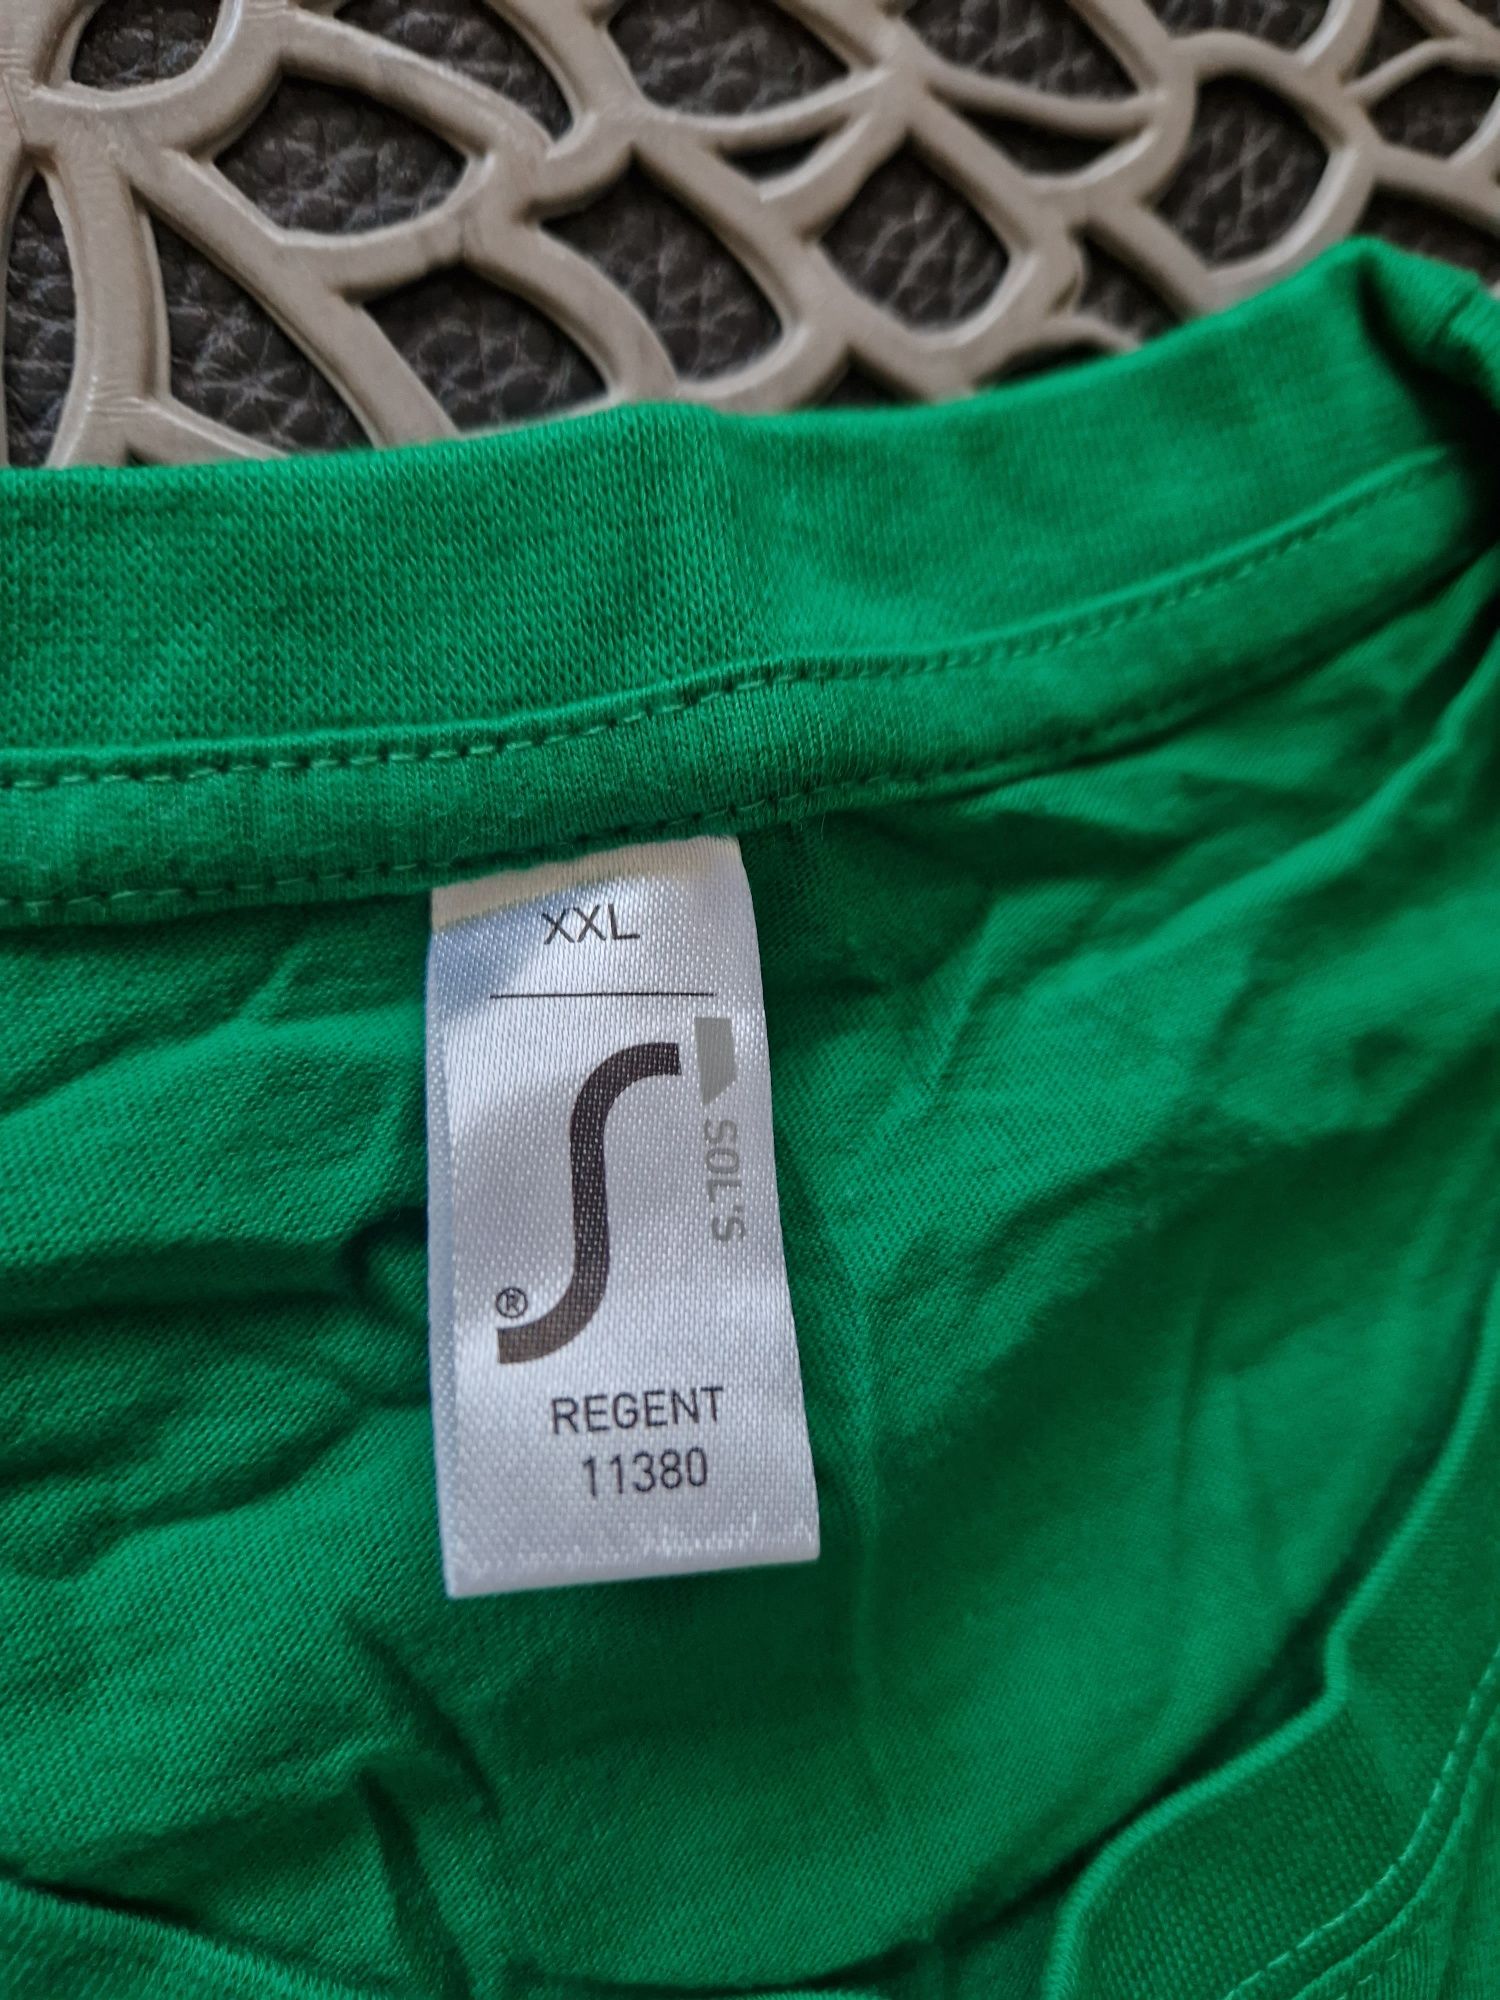 XXL
SOL'S
®
REGENT
11380